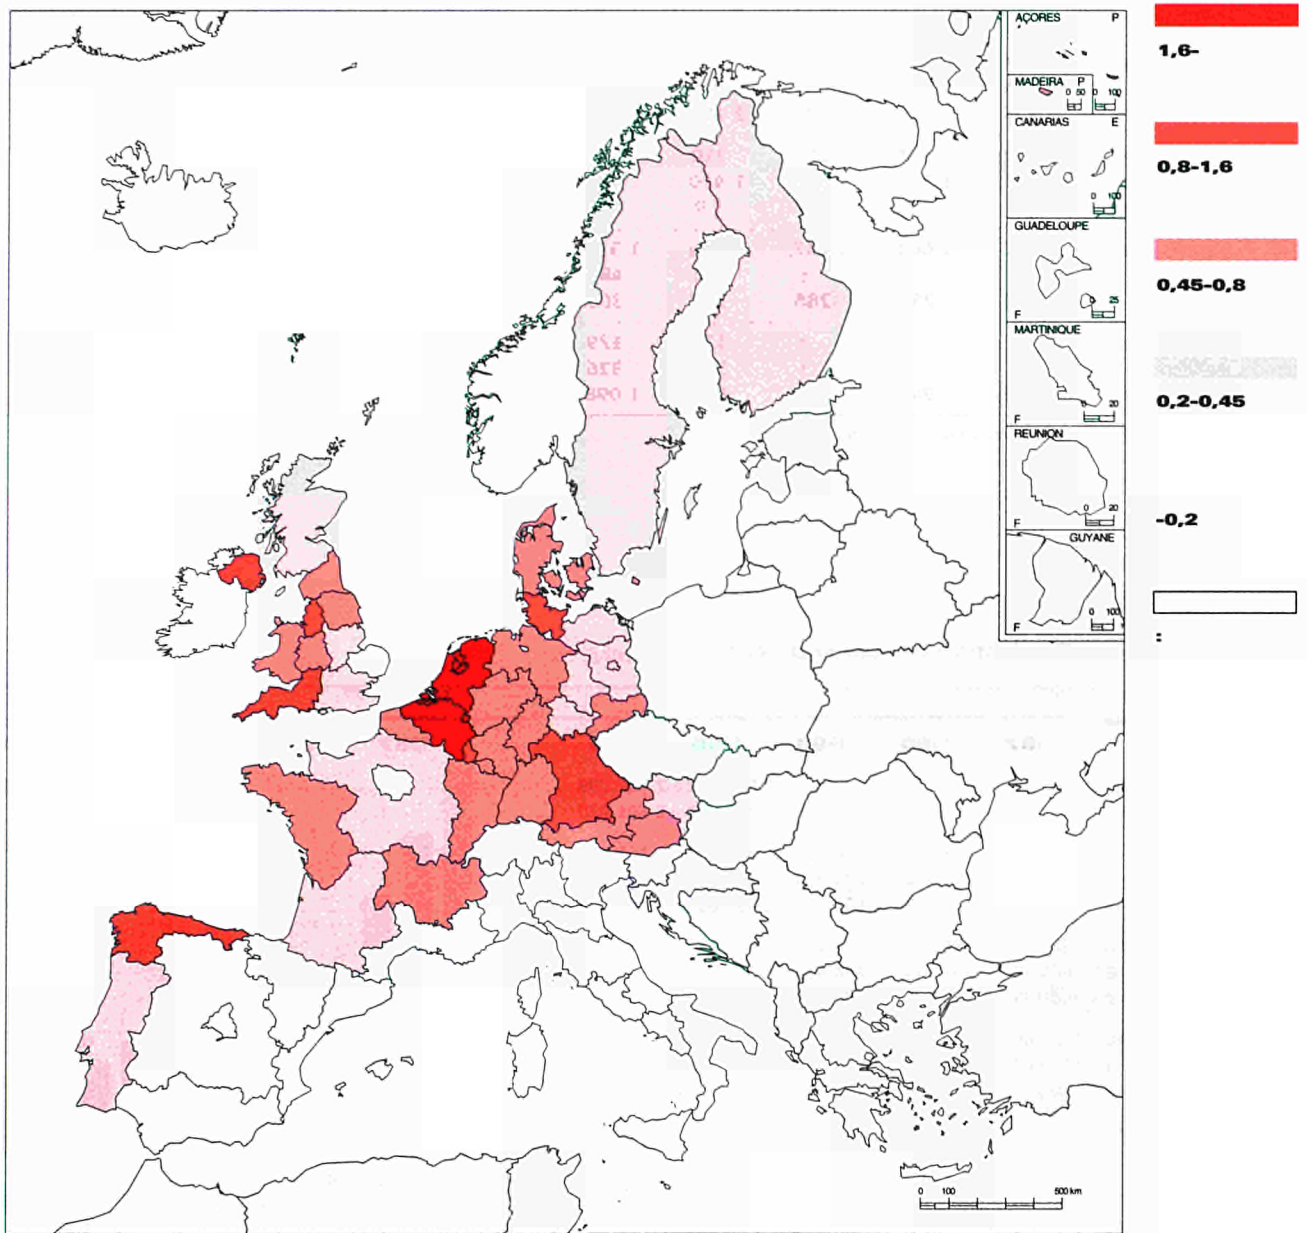 AÇORES P
MADEIRA P
0 50 0 100
CANARIAS E
0 100
GUADELOUPE
F 0 25
MARTINIQUE
F 0 20
REUNION
F 0 20
GUYANE
F 0 100
1,6-
0,8-1,6
0,45-0,8
0,2-0,45
-0,2
:
0 100 500 km